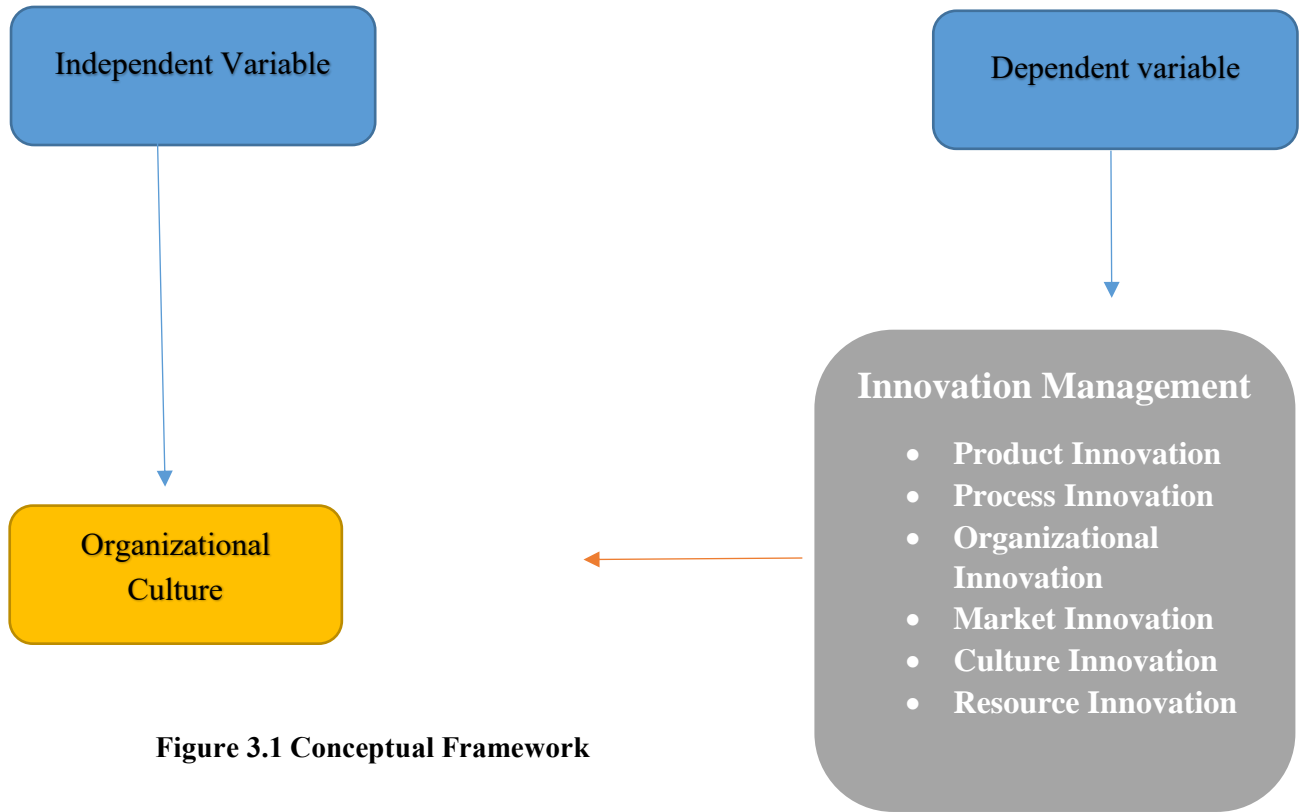 Independent Variable
Dependent variable
Organizational
Culture
Innovation Management
• Product Innovation
• Process Innovation
• Organizational
Innovation
• Market Innovation
• Culture Innovation
• Resource Innovation
Figure 3.1 Conceptual Framework